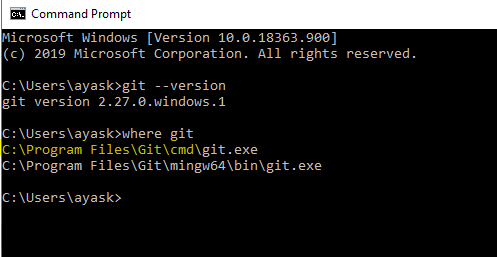 Command Prompt
Microsoft Windows [Version 10.0.18363.900]
(c) 2019 Microsoft Corporation. All rights reserved.
C:\Users\ayask>git --version
git version 2.27.0.windows.1
C:\Users\ayask>where git
C:\Program Files\Git\cmd\git.exe
C:\Program Files\Git\mingw64\bin\git.exe
C:\Users\ayask>